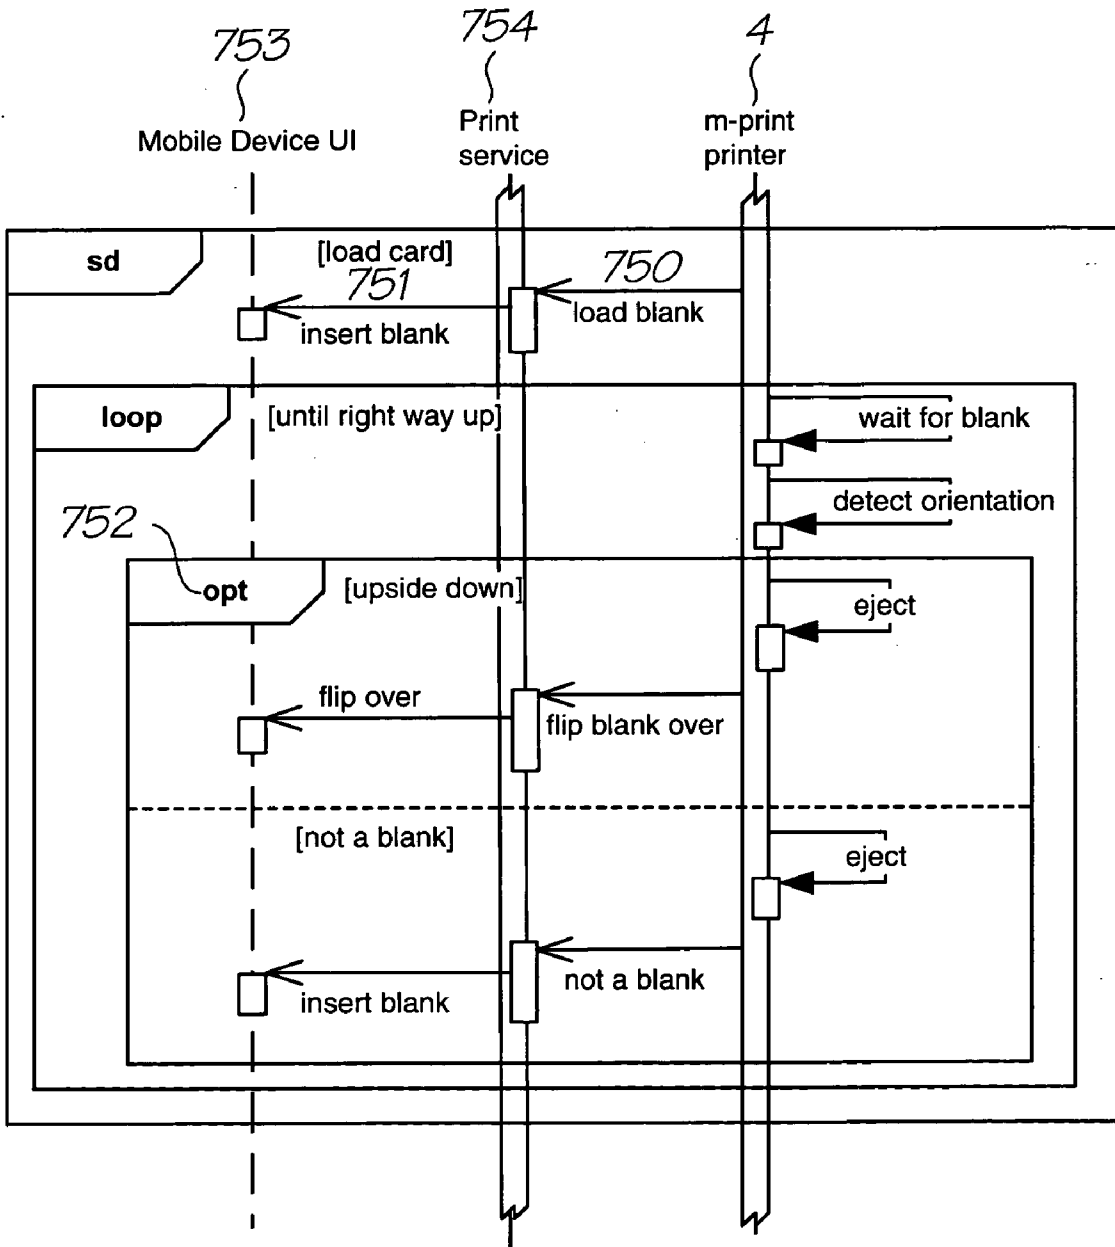 753
754
4
Mobile Device UI
Print
service
m-print
printer
sd
[load card]
751
750
insert blank
load blank
loop
[until right way up]
wait for blank
detect orientation
752
opt
[upside down]
eject
flip over
flip blank over
[not a blank]
eject
not a blank
insert blank